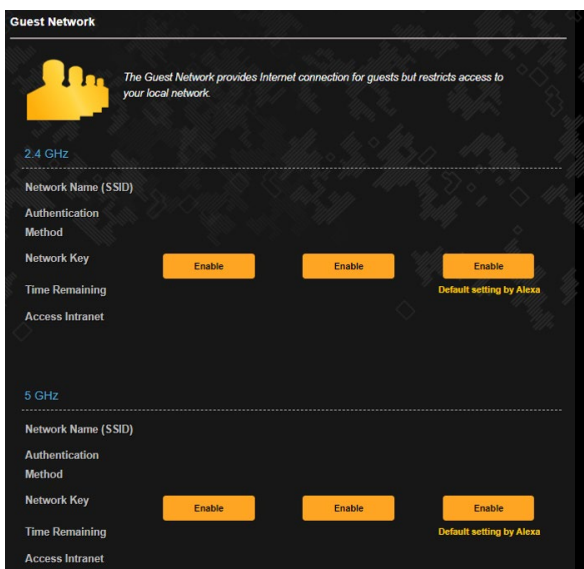 Guest Network
The Guest Network provides Internet connection for guests but restricts access to
your local network.
2.4 GHz
Network Name (SSID)
Authentication
Method
Network Key
Enable Enable Enable
Time Remaining
Default setting by Alexa
Access Intranet
5 GHz
Network Name (SSID)
Authentication
Method
Network Key
Enable Enable Enable
Time Remaining
Default setting by Alexa
Access Intranet